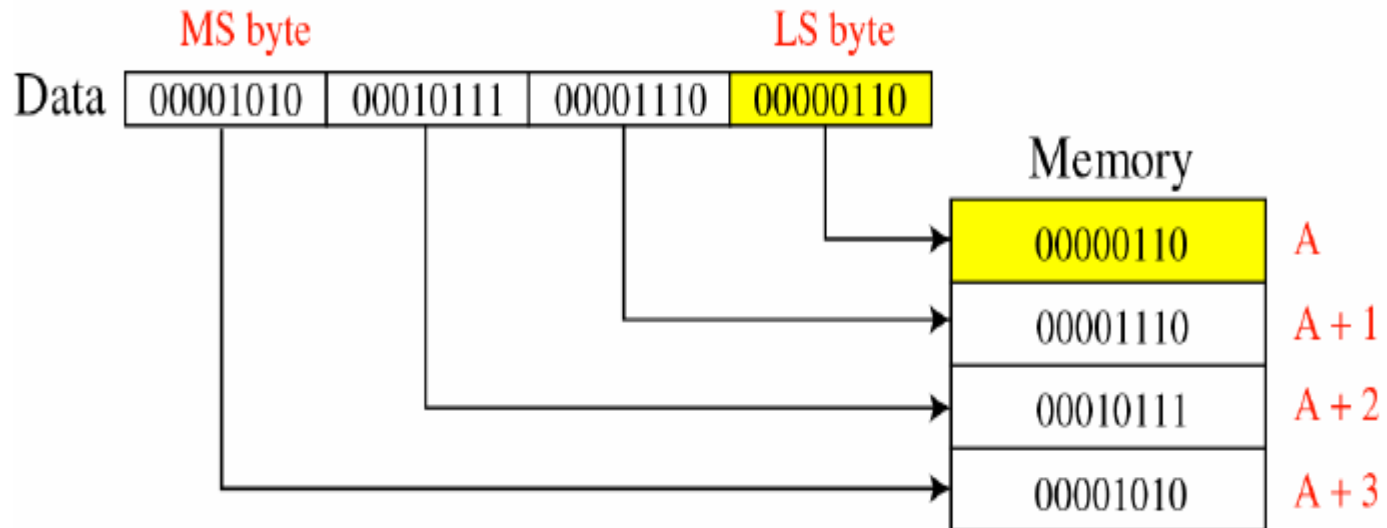 MS byte LS byte
Data 00001010 00010111 00001110 00000110
Memory
00000110 A
00001110 A + 1
00010111 A + 2
00001010 A + 3